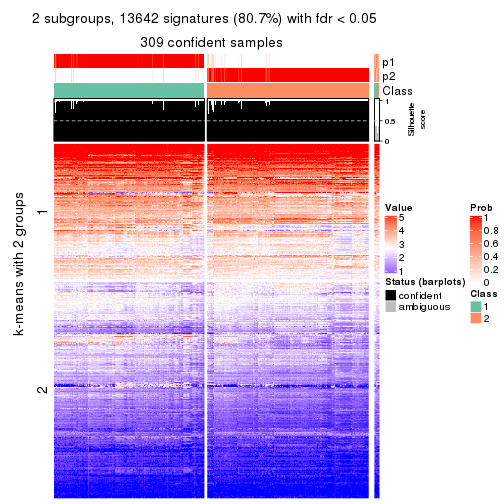 2 subgroups, 13642 signatures (80.7%) with fdr < 0.05
309 confident samples
p1
p2
Class
1
0.5
0
Silhouette
score
k-means with 2 groups
1
2
Value
5
4
3
2
1
Status (barplots)
confident
ambiguous
Prob
1
0.8
0.6
0.4
0.2
0
Class
1
2